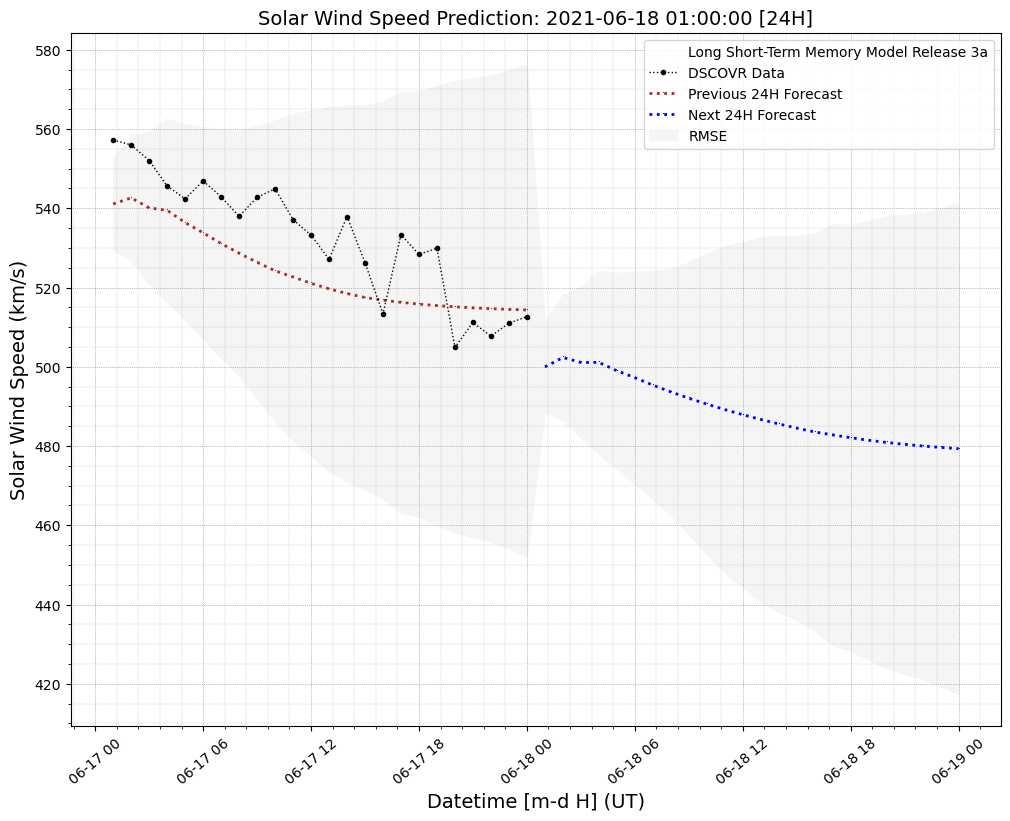 Solar Wind Speed Prediction: 2021-06-18 01:00:00 [24H]
Long Short-Term Memory Model Release 3a
DSCOVR Data
Previous 24H Forecast
Next 24H Forecast
RMSE
Solar Wind Speed (km/s)
580
560
540
520
500
480
460
440
420
06-17 00
06-17 06
06-17 12
06-17 18
06-18 00
06-18 06
06-18 12
06-18 18
06-19 00
Datetime [m-d H] (UT)